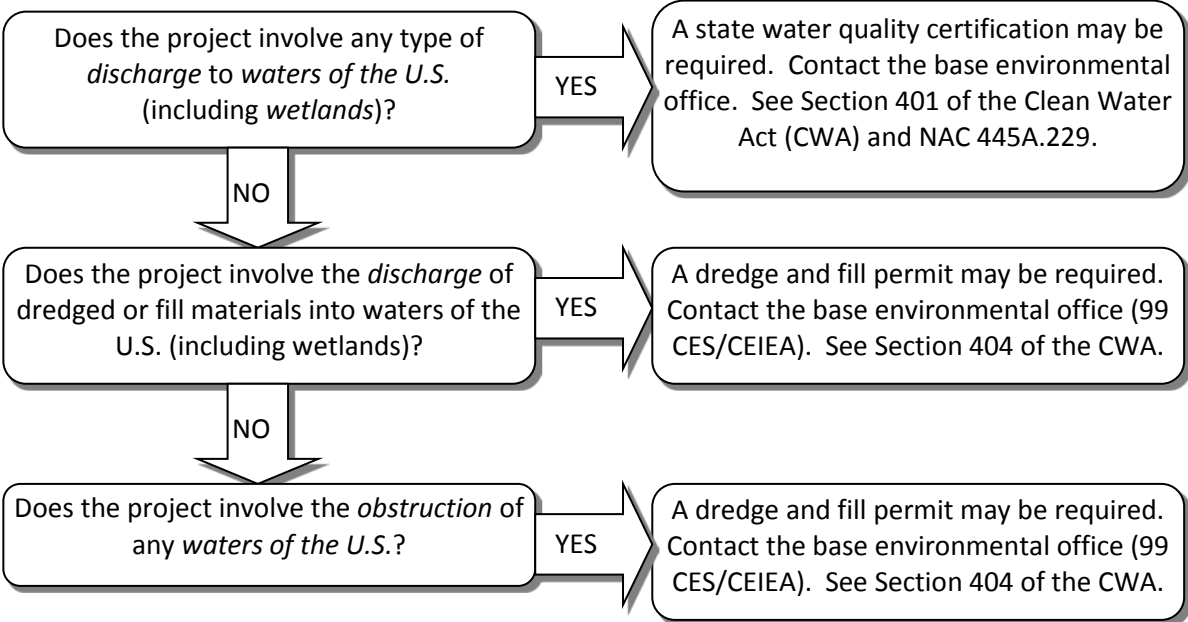 Does the project involve any type of
discharge to waters of the U.S.
(including wetlands)?
YES
A state water quality certification may be
required. Contact the base environmental
office. See Section 401 of the Clean Water
Act (CWA) and NAC 445A.229.
NO
Does the project involve the discharge of
dredged or fill materials into waters of the
U.S. (including wetlands)?
YES
A dredge and fill permit may be required.
Contact the base environmental office (99
CES/CEIEA). See Section 404 of the CWA.
NO
Does the project involve the obstruction of
any waters of the U.S.?
YES
A dredge and fill permit may be required.
Contact the base environmental office (99
CES/CEIEA). See Section 404 of the CWA.